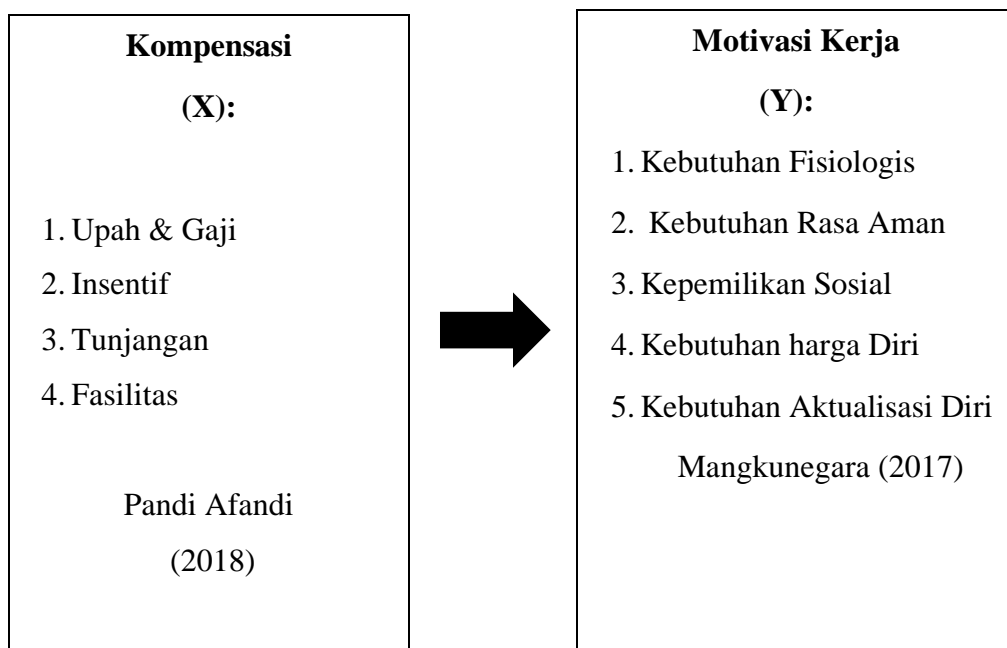 Kompensasi
(X):
1. Upah & Gaji
2. Insentif
3. Tunjangan
4. Fasilitas
Pandi Afandi
(2018)
Motivasi Kerja
(Y):
1. Kebutuhan Fisiologis
2. Kebutuhan Rasa Aman
3. Kepemilikan Sosial
4. Kebutuhan harga Diri
5. Kebutuhan Aktualisasi Diri
Mangkunegara (2017)